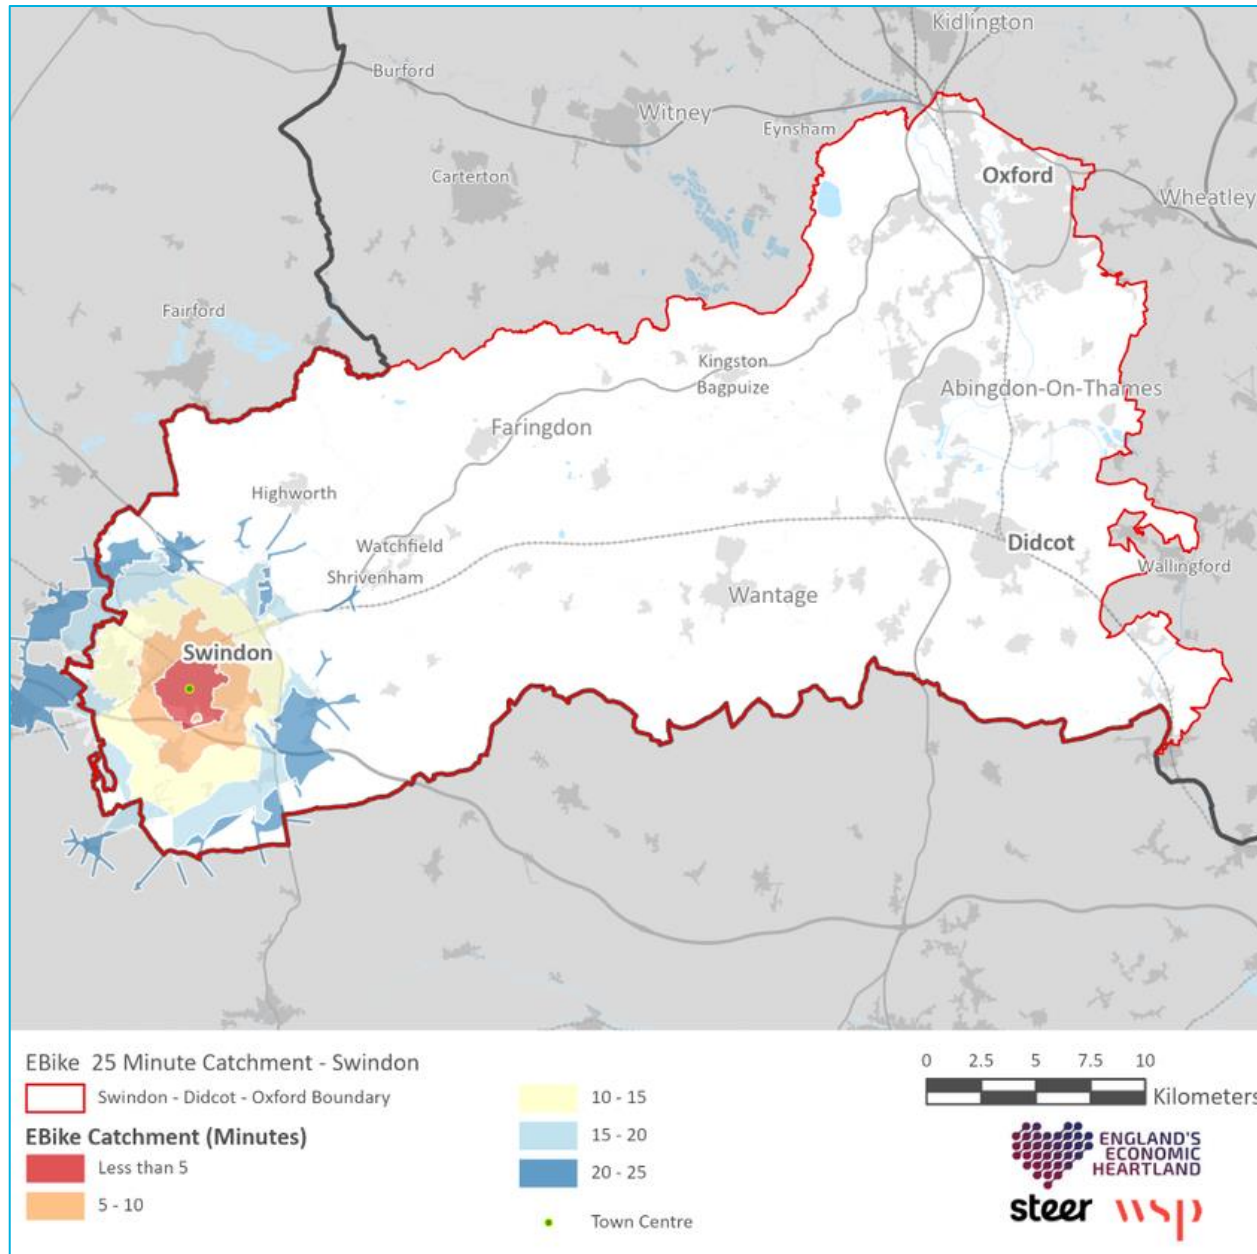 Kidlington
Burford
Witney
Eynsham
Carterton
Oxford
Wheatley
Fairford
Kingston
Bagpuize
Abingdon-On-Thames
Faringdon
Highworth
Watchfield
Didcot
Shrivenham
Wallingford
Wantage
Swindon
EBike 25 Minute Catchment - Swindon
Swindon - Didcot - Oxford Boundary
EBike Catchment (Minutes)
Less than 5
5 - 10
10 - 15
15 - 20
20 - 25
Town Centre
0 2.5 5 7.5 10
Kilometers
ENGLAND'S
ECONOMIC
HEARTLAND
steer wsp